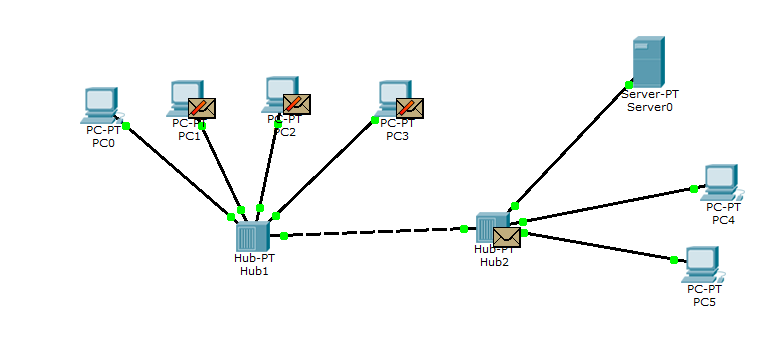 PC-PT
PC0
PC-PT
PC1
PC-PT
PC2
PC-PT
PC3
Server-PT
Server0
PC-PT
PC4
Hub-PT
Hub1
Hub-PT
Hub2
PC-PT
PC5